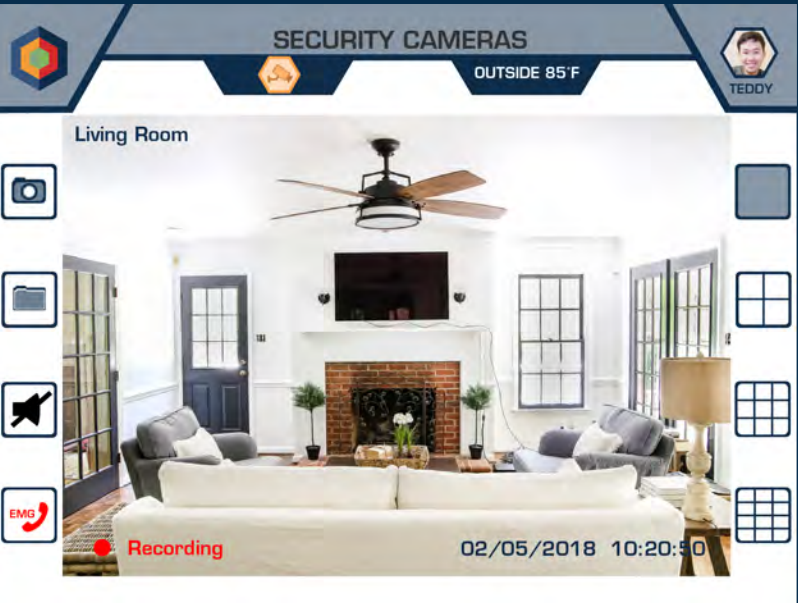 SECURITY CAMERAS
OUTSIDE 85°F
TEDDY
Living Room
EMG
Recording
02/05/2018 10:20:50